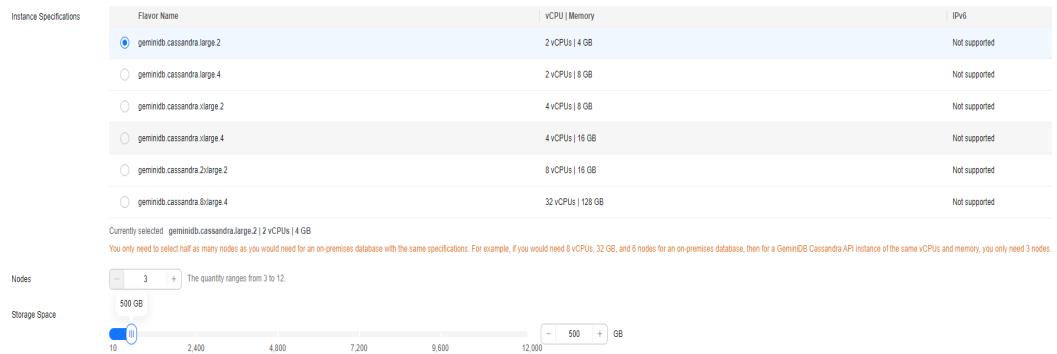 Instance Specifications Flavor Name vCPU | Memory IPv6
geminidb.cassandra.large.2 2 vCPUs | 4 GB Not supported
geminidb.cassandra.large.4 2 vCPUs | 8 GB Not supported
geminidb.cassandra.xlarge.2 4 vCPUs | 8 GB Not supported
geminidb.cassandra.xlarge.4 4 vCPUs | 16 GB Not supported
geminidb.cassandra.2xlarge.2 8 vCPUs | 16 GB Not supported
geminidb.cassandra.8xlarge.4 32 vCPUs | 128 GB Not supported
Currently selected geminidb.cassandra.large.2 | 2 vCPUs | 4 GB
You only need to select half as many nodes as you would need for an on-premises database with the same specifications. For example, if you would need 8 vCPUs, 32 GB, and 6 nodes for an on-premises database, then for a GeminiDB Cassandra API instance of the same vCPUs and memory, you only need 3 nodes.
Nodes − 3 + The quantity ranges from 3 to 12.
500 GB
Storage Space
− 500 + GB
10 2,400 4,800 7,200 9,600 12,000